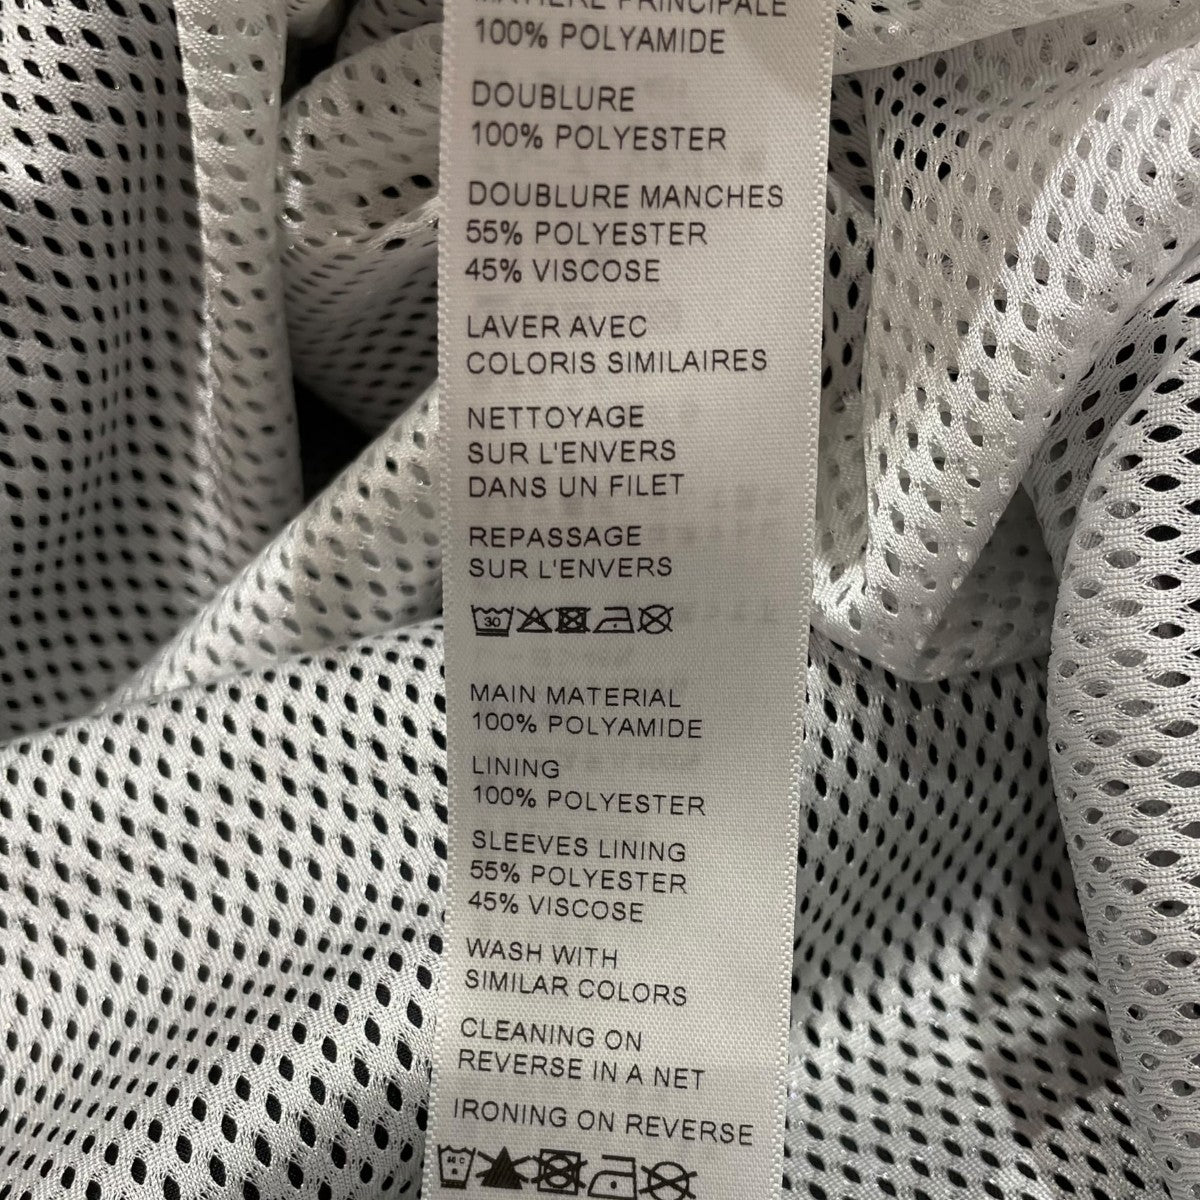 MATIÈRE PRINCIPALE
100% POLYAMIDE
DOUBLURE
100% POLYESTER
DOUBLURE MANCHES
55% POLYESTER
45% VISCOSE
LAVER AVEC
COLORIS SIMILAIRES
NETTOYAGE
SUR L'ENVERS
DANS UN FILET
REPASSAGE
SUR L'ENVERS
30
MAIN MATERIAL
100% POLYAMIDE
LINING
100% POLYESTER
SLEEVES LINING
55% POLYESTER
45% VISCOSE
WASH WITH
SIMILAR COLORS
CLEANING ON
REVERSE IN A NET
IRONING ON REVERSE